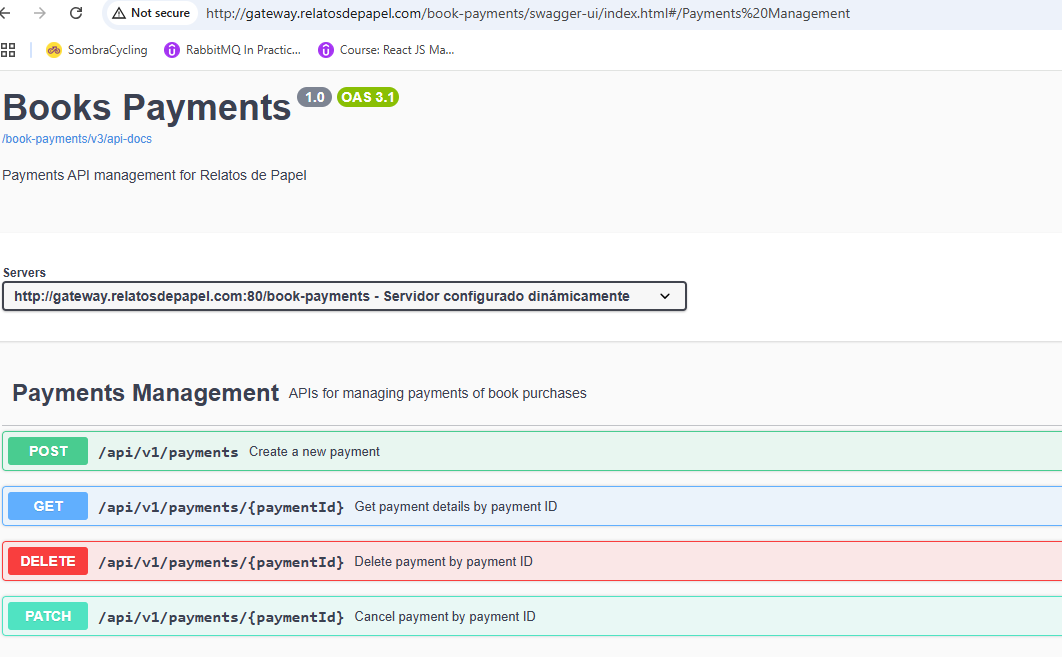 Not secure http://gateway.relatosdepapel.com/book-payments/swagger-ui/index.html#/Payments%20Management
SombraCycling RabbitMQ In Practic... Course: React JS Ma...
Books Payments 1.0 OAS 3.1
/book-payments/v3/api-docs
Payments API management for Relatos de Papel
Servers
http://gateway.relatosdepapel.com:80/book-payments - Servidor configurado dinámicamente
Payments Management APIs for managing payments of book purchases
POST /api/v1/payments Create a new payment
GET /api/v1/payments/{paymentId} Get payment details by payment ID
DELETE /api/v1/payments/{paymentId} Delete payment by payment ID
PATCH /api/v1/payments/{paymentId} Cancel payment by payment ID